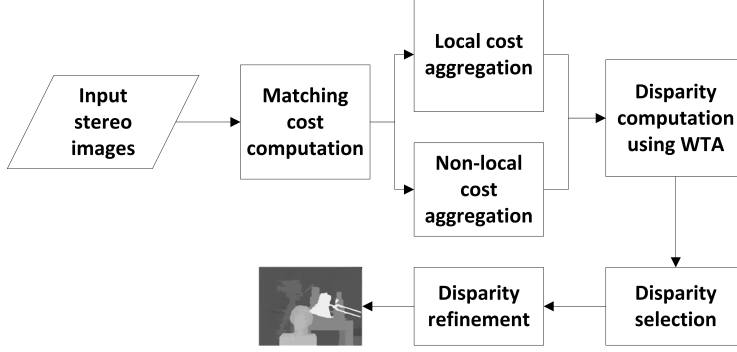 Input
stereo
images
Matching
cost
computation
Local cost
aggregation
Non-local
cost
aggregation
Disparity
computation
using WTA
Disparity
selection
Disparity
refinement